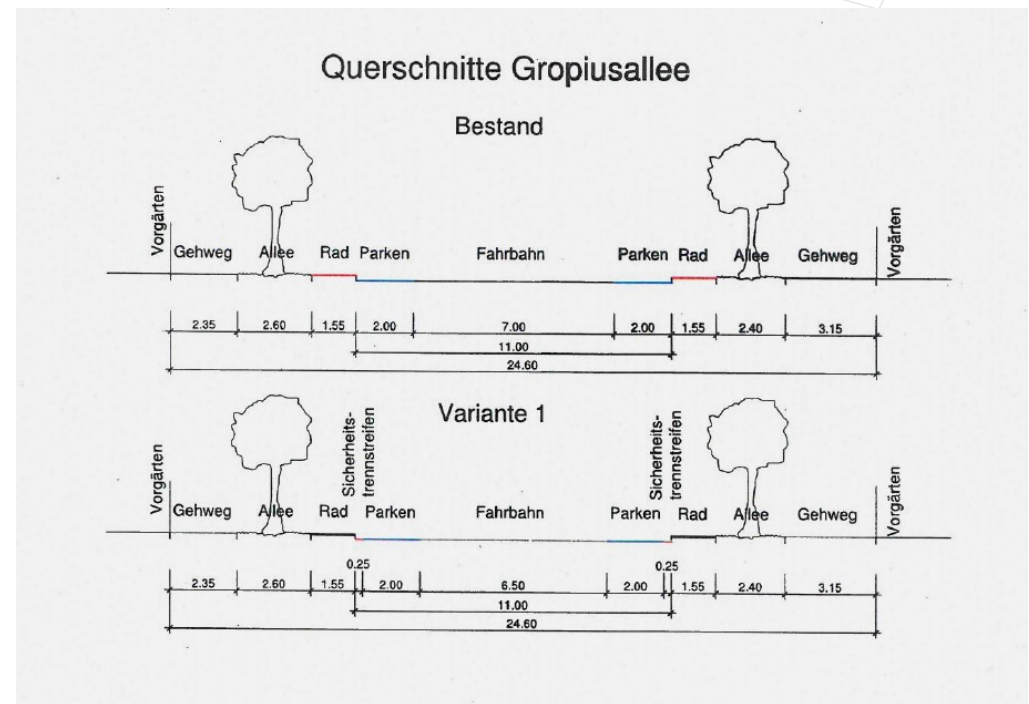 Querschnitte Gropiusallee
Bestand
Vorgärten
Gehweg Allee Rad Parken Fahrbahn Parken Rad Allee Gehweg
Vorgärten
2.35 2.60 1.55 2.00 7.00 2.00 1.55 2.40 3.15
11.00
24.60
Variante 1
Vorgärten
Sicherheits-
trennstreifen
Sicherheits-
trennstreifen
Vorgärten
Gehweg Allee Rad Parken Fahrbahn Parken Rad Allee Gehweg
0.25 0.25
2.35 2.60 1.55 2.00 6.50 2.00 1.55 2.40 3.15
11.00
24.60